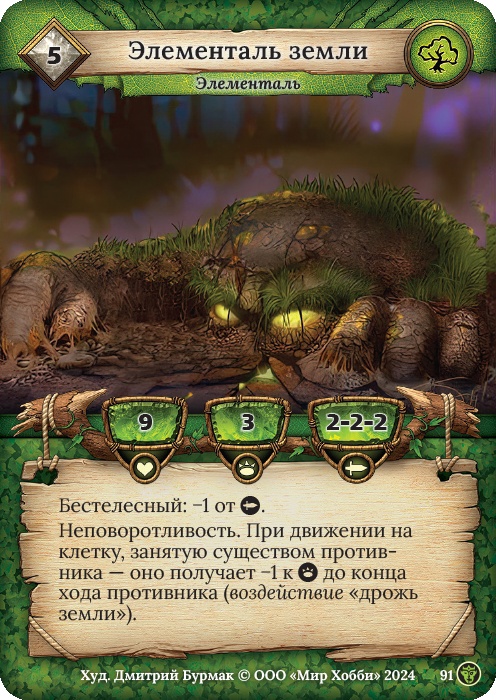 5
Элементаль земли
Элементаль
9
3
2-2-2
Бестелесный: −1 от .
Неповоротливость. При движении на
клетку, занятую существом против-
ника — оно получает −1 к до конца
хода противника (воздействие «дрожь
земли»).
Худ. Дмитрий Бурмак © ООО «Мир Хобби» 2024
91